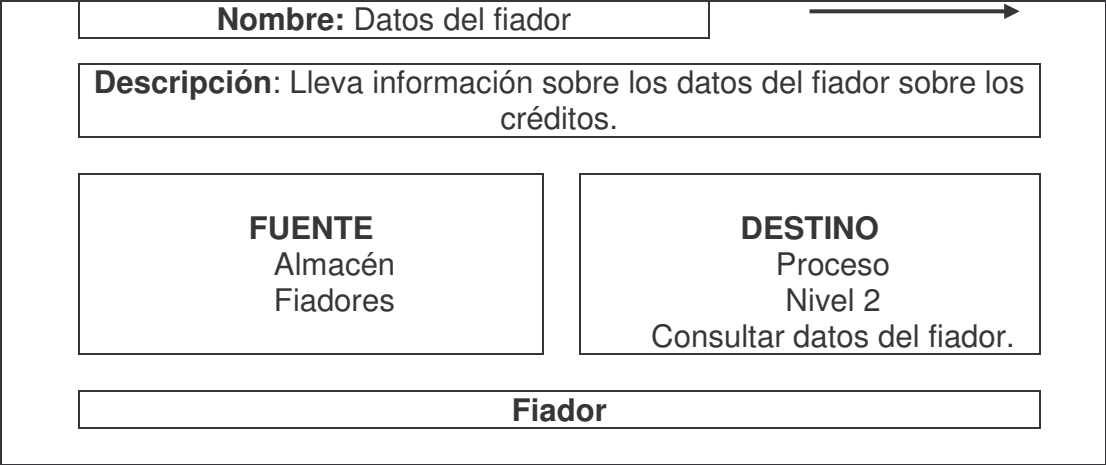 Nombre: Datos del fiador
Descripción: Lleva información sobre los datos del fiador sobre los
créditos.
FUENTE
Almacén
Fiadores
DESTINO
Proceso
Nivel 2
Consultar datos del fiador.
Fiador